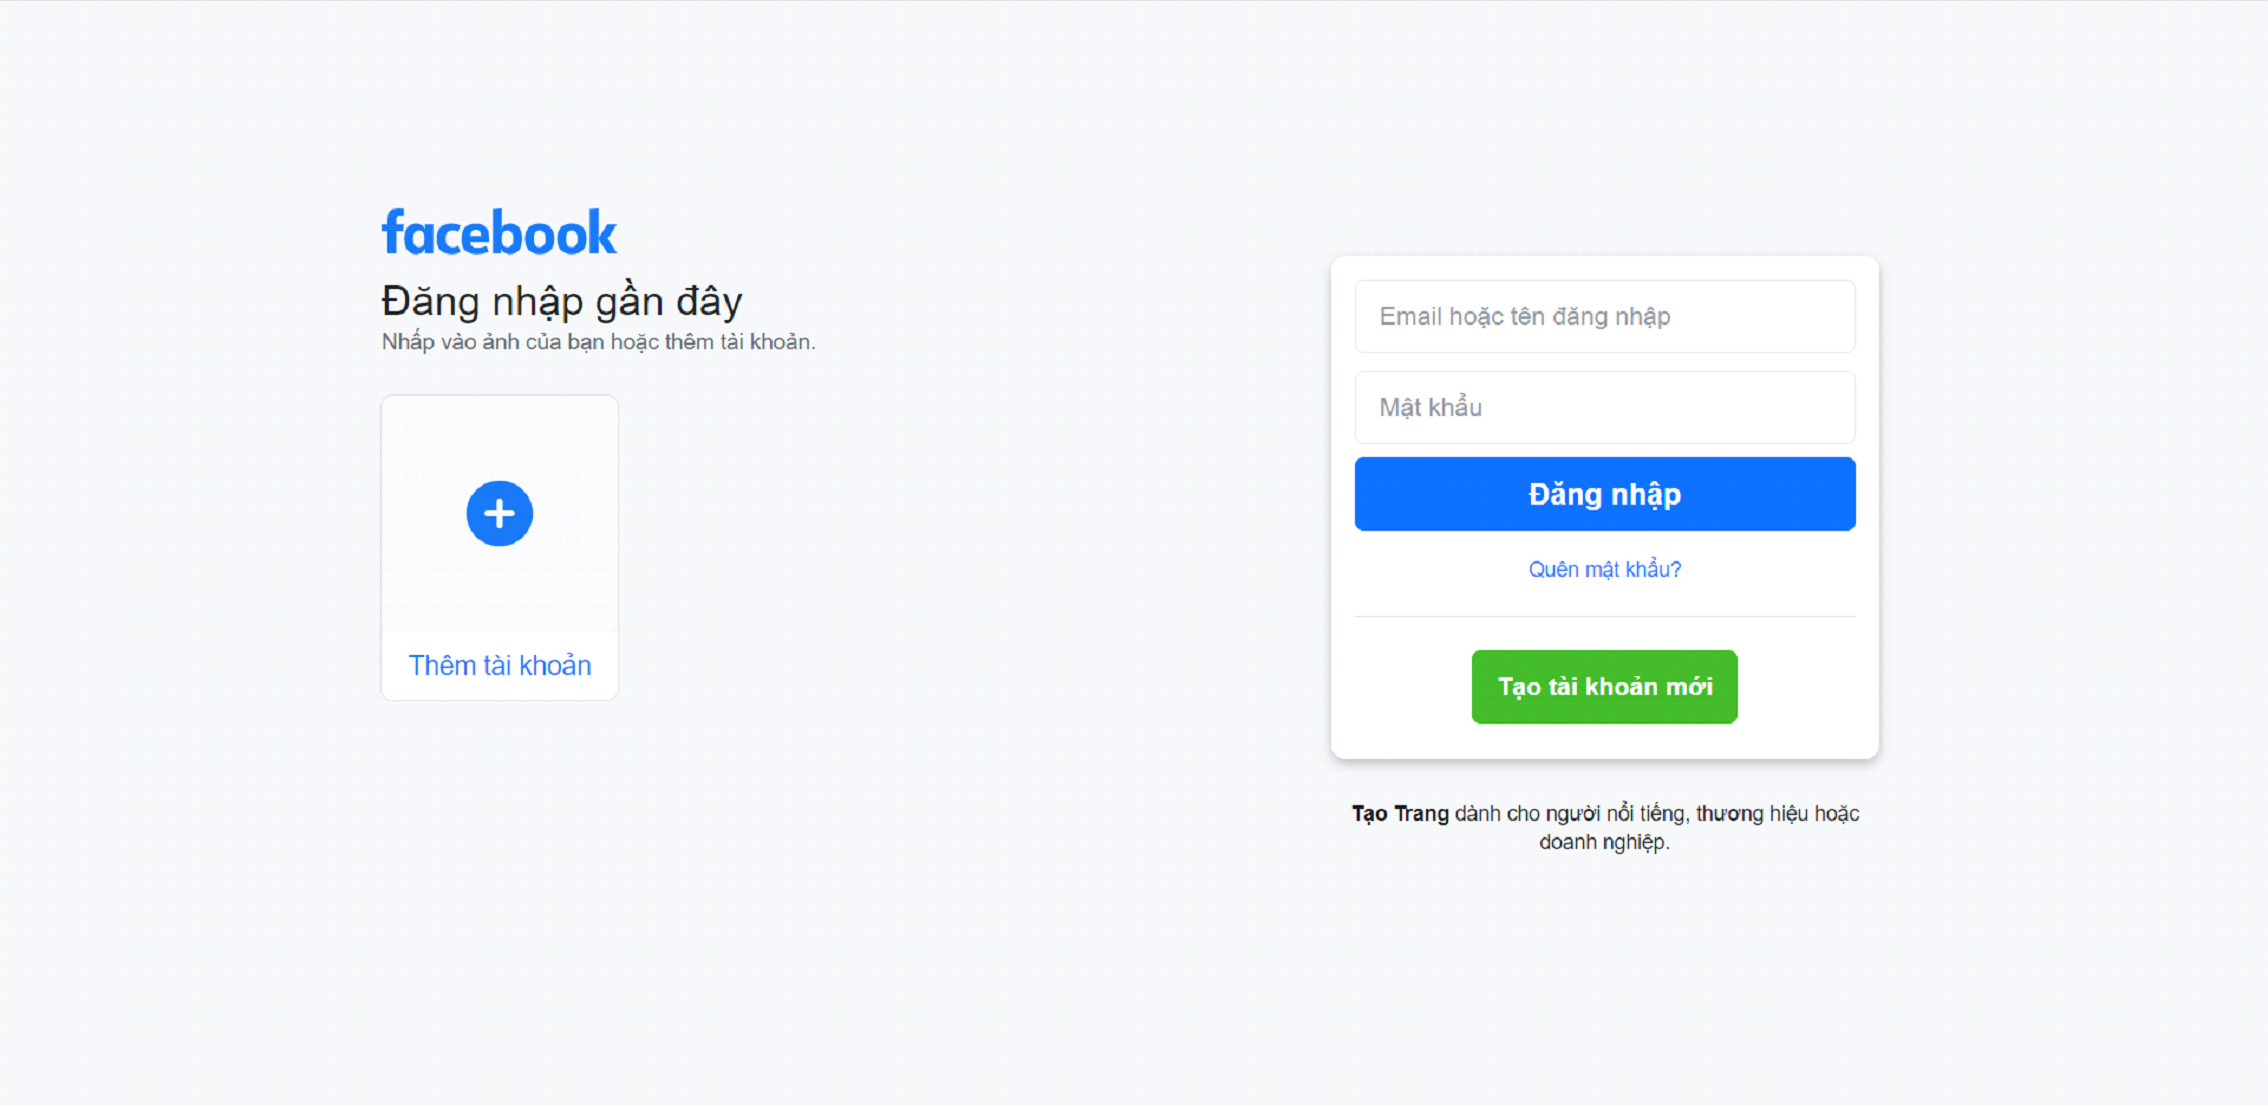 facebook
Đăng nhập gần đây
Nhấp vào ảnh của bạn hoặc thêm tài khoản.
Thêm tài khoản
Email hoặc tên đăng nhập
Mật khẩu
Đăng nhập
Quên mật khẩu?
Tạo tài khoản mới
Tạo Trang dành cho người nổi tiếng, thương hiệu hoặc
doanh nghiệp.